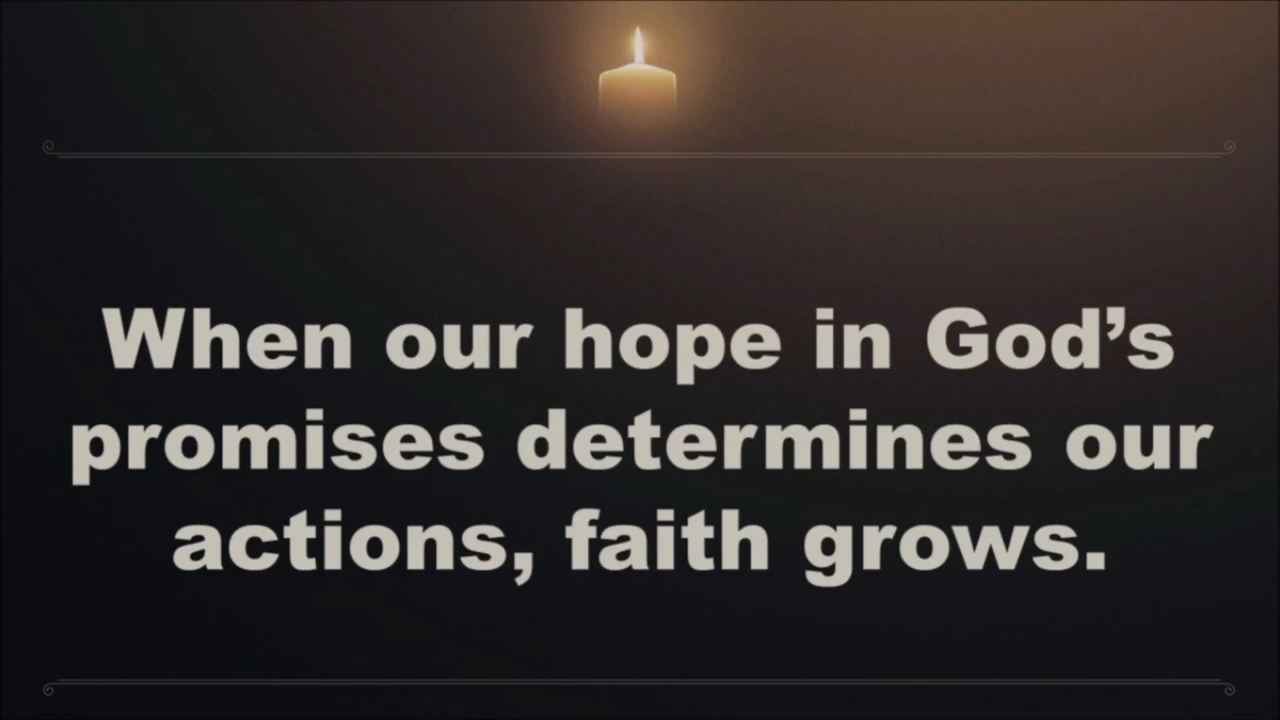 When our hope in God’s
promises determines our
actions, faith grows.